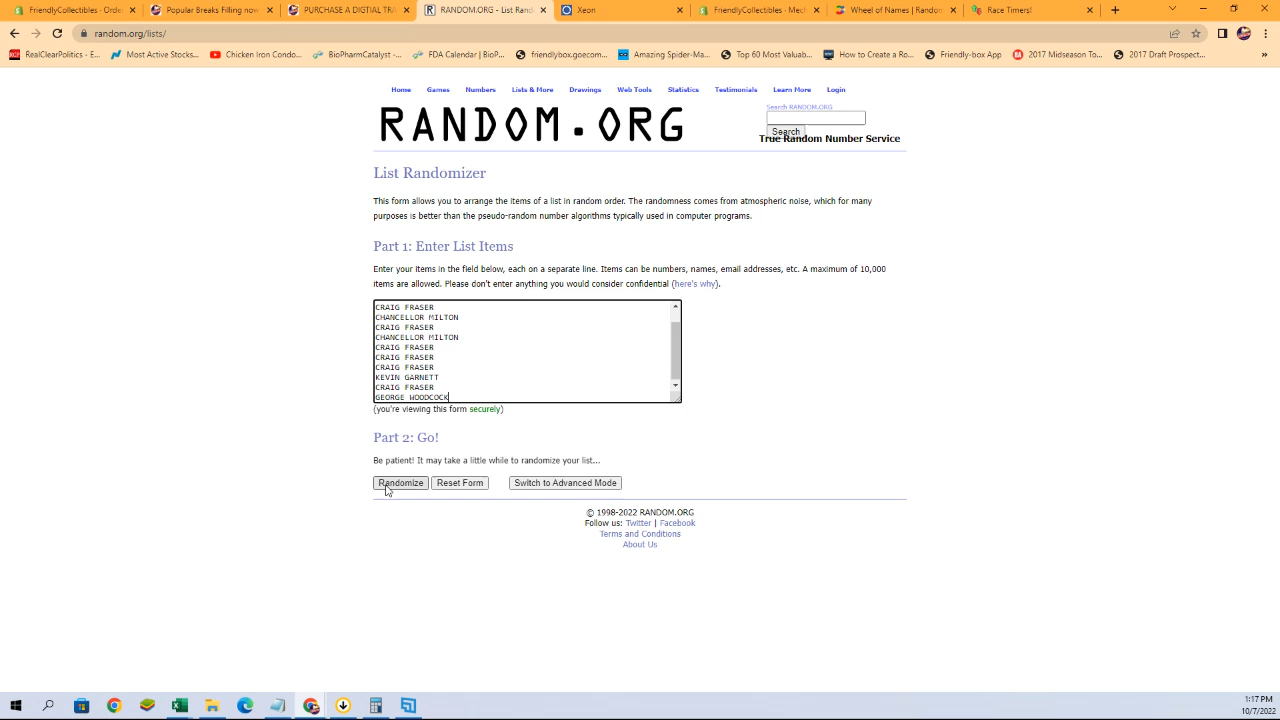 FriendlyCollectibles - Orde
Popular Breaks Filling now
PURCHASE A DIGTIAL TRA
RANDOM.ORG - List Rand
Xeon
FriendlyCollectibles - Mech
Wheel of Names | Random
Race Timers!
random.org/lists/
RealClearPolitics - E...
Most Active Stocks...
Chicken Iron Condo...
BioPharmCatalyst -...
FDA Calendar | BioP...
friendlybox.goecom...
Amazing Spider-Ma...
Top 60 Most Valuab...
How to Create a Ro...
Friendly-box App
2017 Midseason To...
2017 Draft Prospect...
Home Games Numbers Lists & More Drawings Web Tools Statistics Testimonials Learn More Login
Search RANDOM.ORG
RANDOM.ORG
Search
True Random Number Service
List Randomizer
This form allows you to arrange the items of a list in random order. The randomness comes from atmospheric noise, which for many
purposes is better than the pseudo-random number algorithms typically used in computer programs.
Part 1: Enter List Items
Enter your items in the field below, each on a separate line. Items can be numbers, names, email addresses, etc. A maximum of 10,000
items are allowed. Please don't enter anything you would consider confidential (here's why).
CRAIG FRASER
CHANCELLOR MILTON
CRAIG FRASER
CHANCELLOR MILTON
CRAIG FRASER
CRAIG FRASER
CRAIG FRASER
KEVIN GARNETT
CRAIG FRASER
GEORGE WOODCOCK
(you're viewing this form securely)
Part 2: Go!
Be patient! It may take a little while to randomize your list...
Randomize Reset Form Switch to Advanced Mode
© 1998-2022 RANDOM.ORG
Follow us: Twitter | Facebook
Terms and Conditions
About Us
1:17 PM
10/7/2022